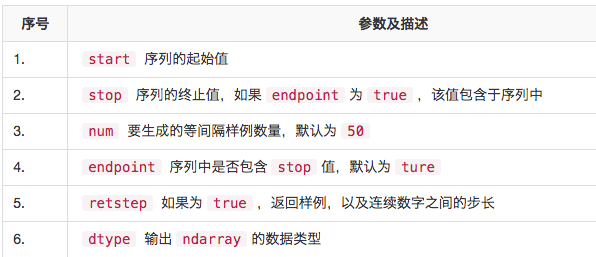 序号 参数及描述
1. start 序列的起始值
2. stop 序列的终止值，如果 endpoint 为 true ，该值包含于序列中
3. num 要生成的等间隔样例数量，默认为 50
4. endpoint 序列中是否包含 stop 值，默认为 ture
5. retstep 如果为 true ，返回样例，以及连续数字之间的步长
6. dtype 输出 ndarray 的数据类型